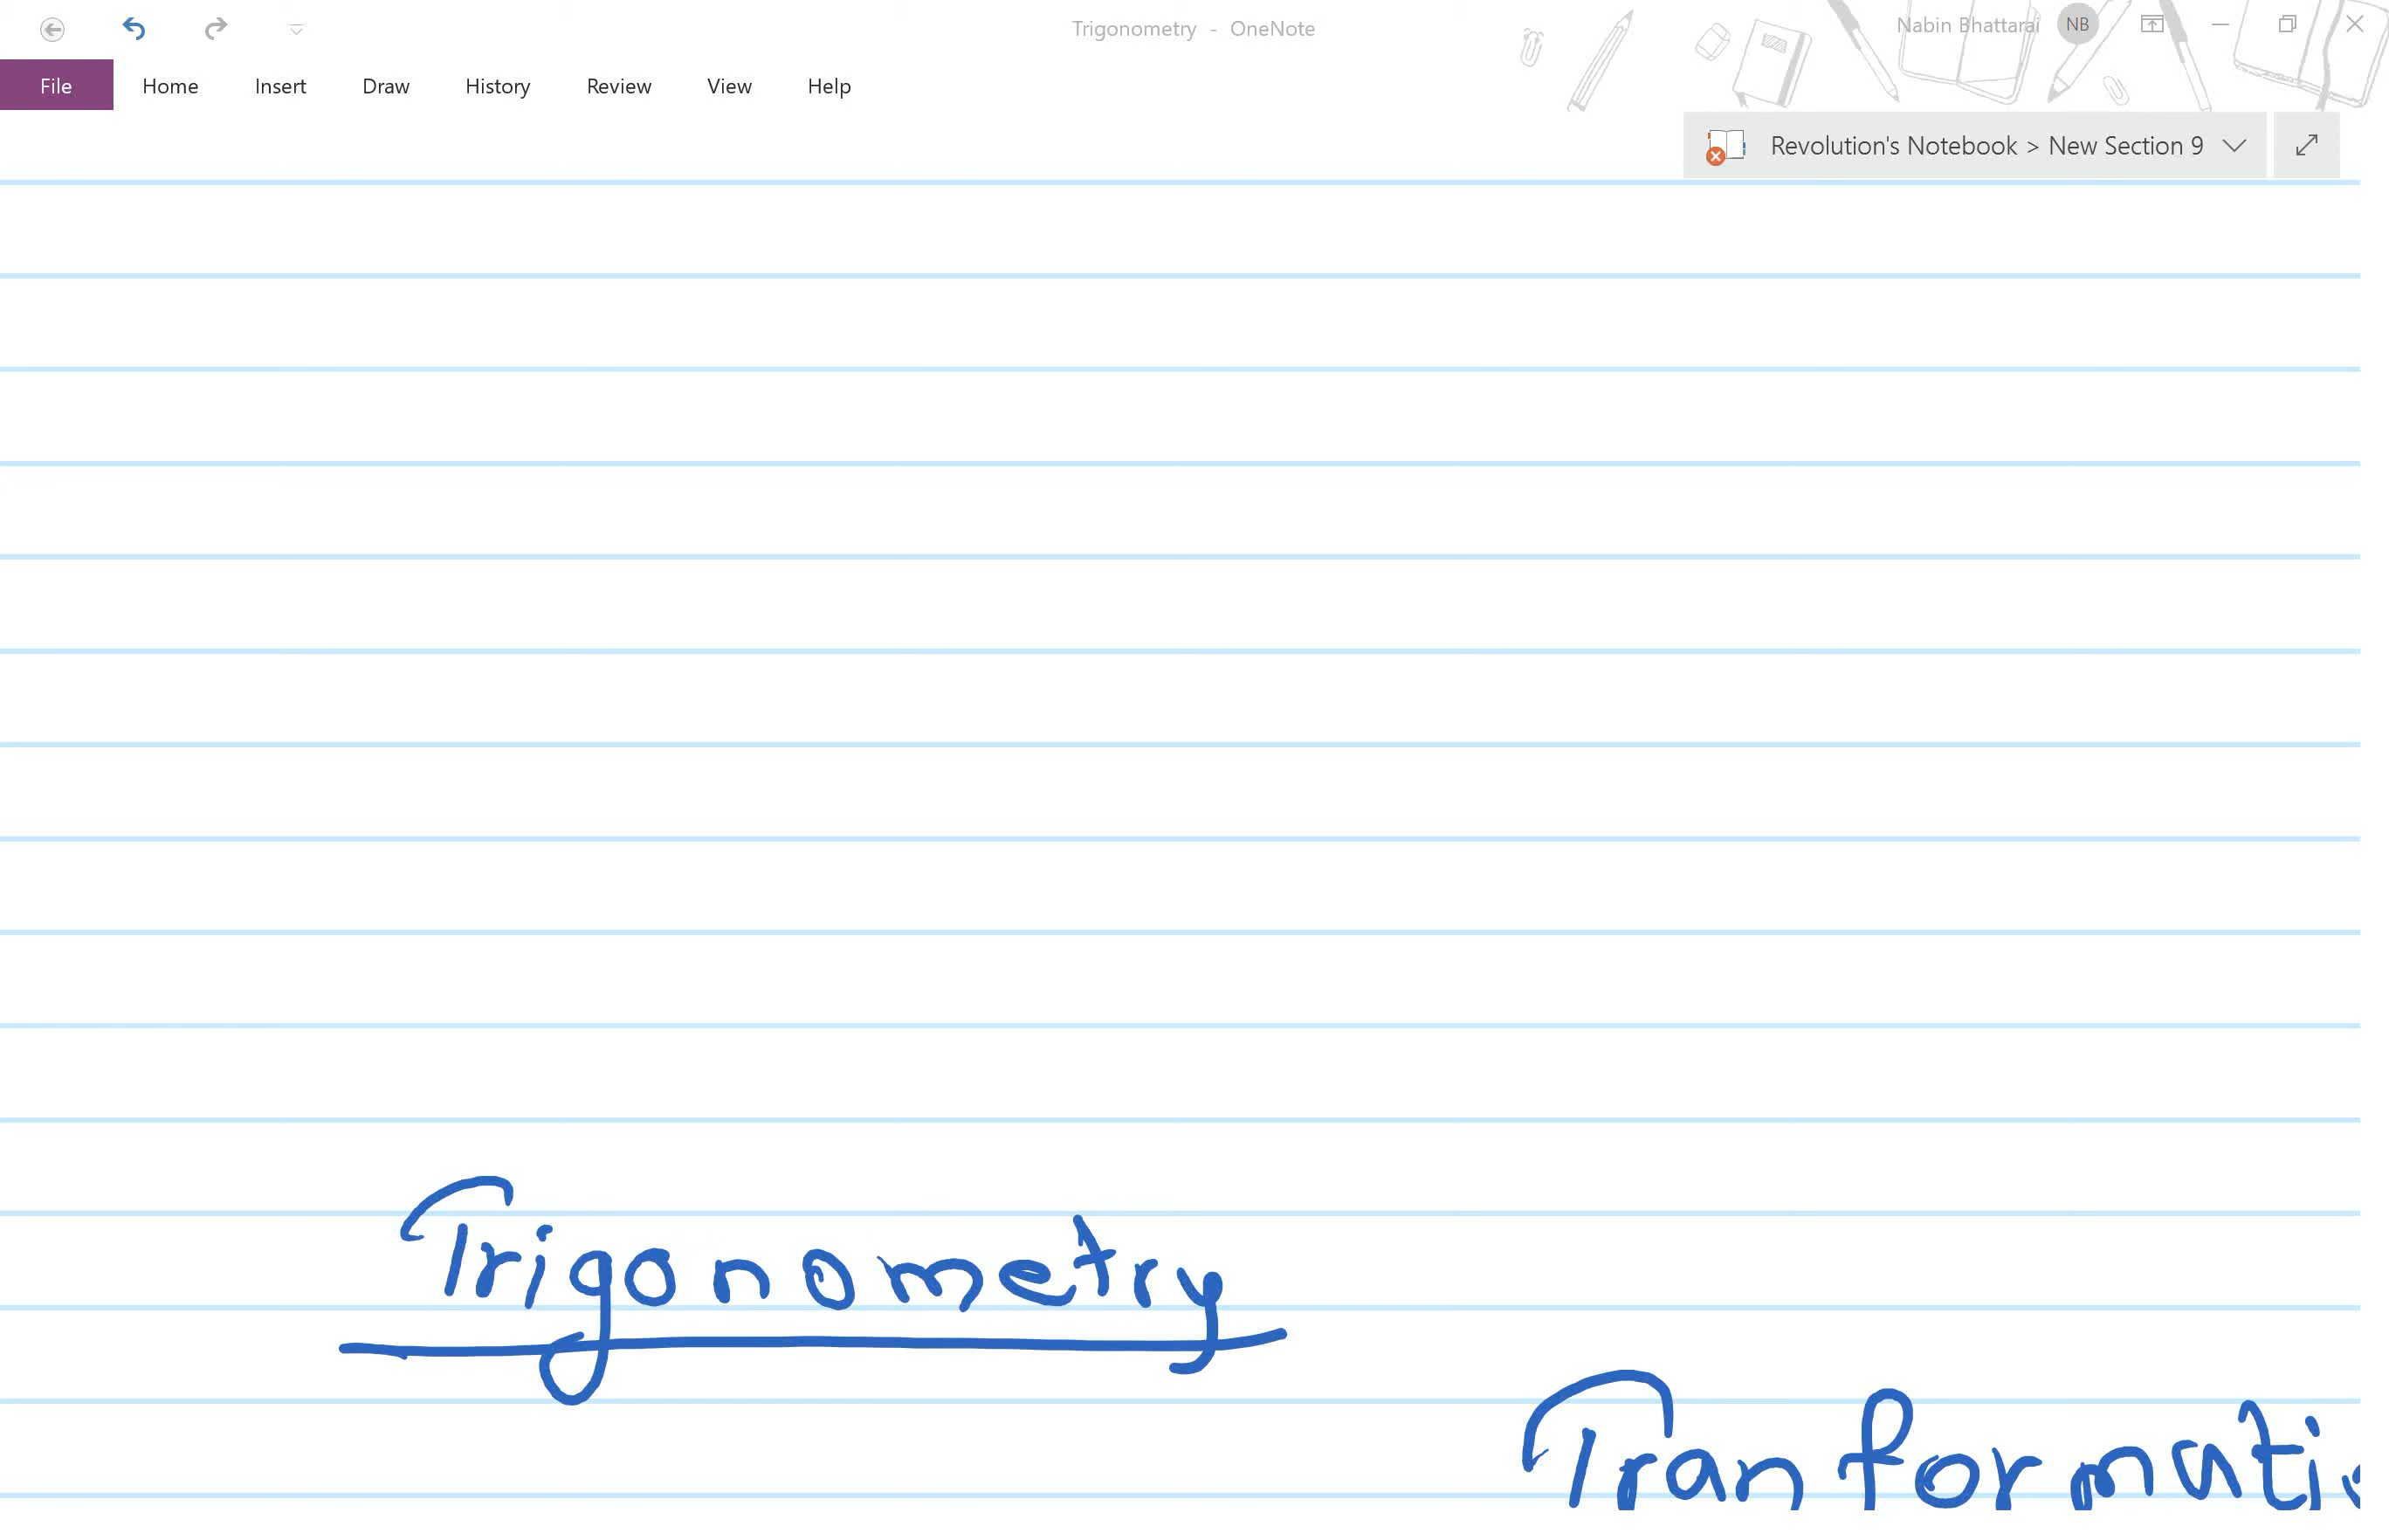 Trigonometry - OneNote
Nabin Bhattarai NB
File Home Insert Draw History Review View Help
Revolution's Notebook > New Section 9
Trigonometry
Tranformati